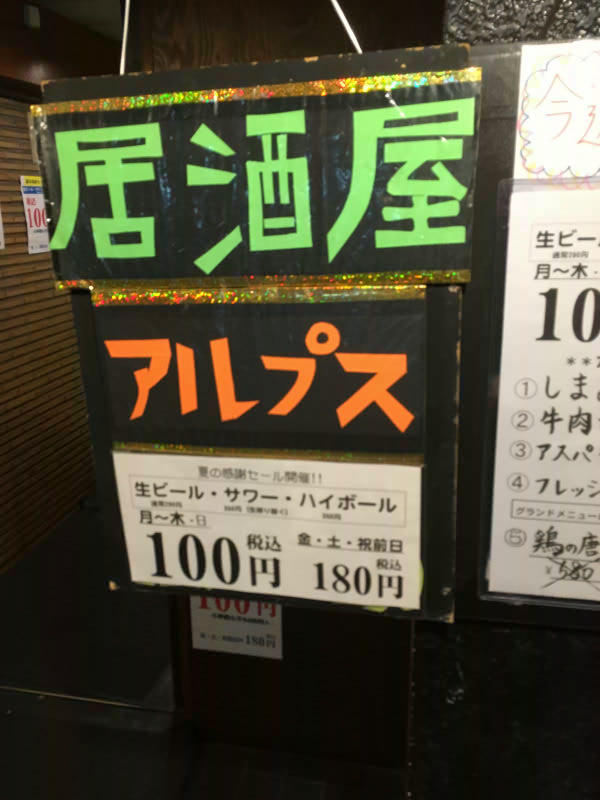 居酒屋
アルプス
夏の感謝セール開催!!
生ビール・サワー・ハイボール
月〜木・日
100円 税込
金・土・祝前日
180円 税込
100円
180円
100
今
生ビール
月〜木・
10
①しま
②牛肉
③アスパ
④フレッシ
グランドメニュー
⑤鶏の唐
¥580